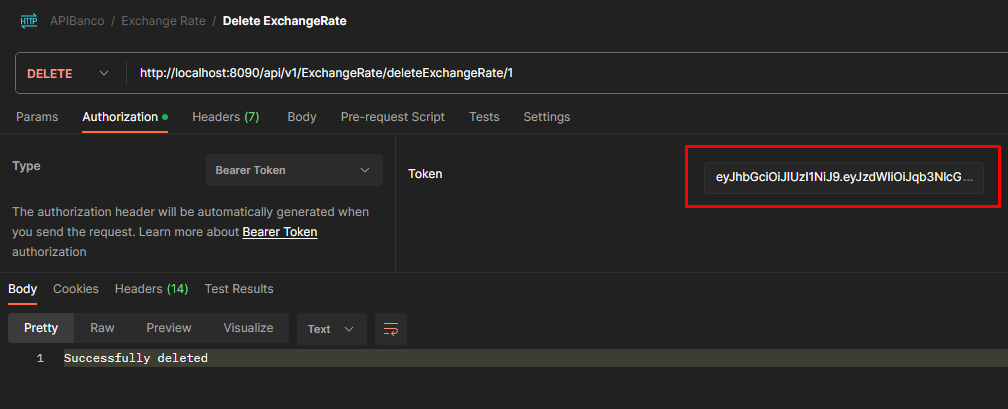 HTTP APIBanco / Exchange Rate / Delete ExchangeRate
DELETE http://localhost:8090/api/v1/ExchangeRate/deleteExchangeRate/1
Params Authorization Headers (7) Body Pre-request Script Tests Settings
Type Bearer Token
The authorization header will be automatically generated when
you send the request. Learn more about Bearer Token
authorization
Token eyJhbGciOiJIUzI1NiJ9.eyJzdWIiOiJqb3NlcG...
Body Cookies Headers (14) Test Results
Pretty Raw Preview Visualize Text
1 Successfully deleted